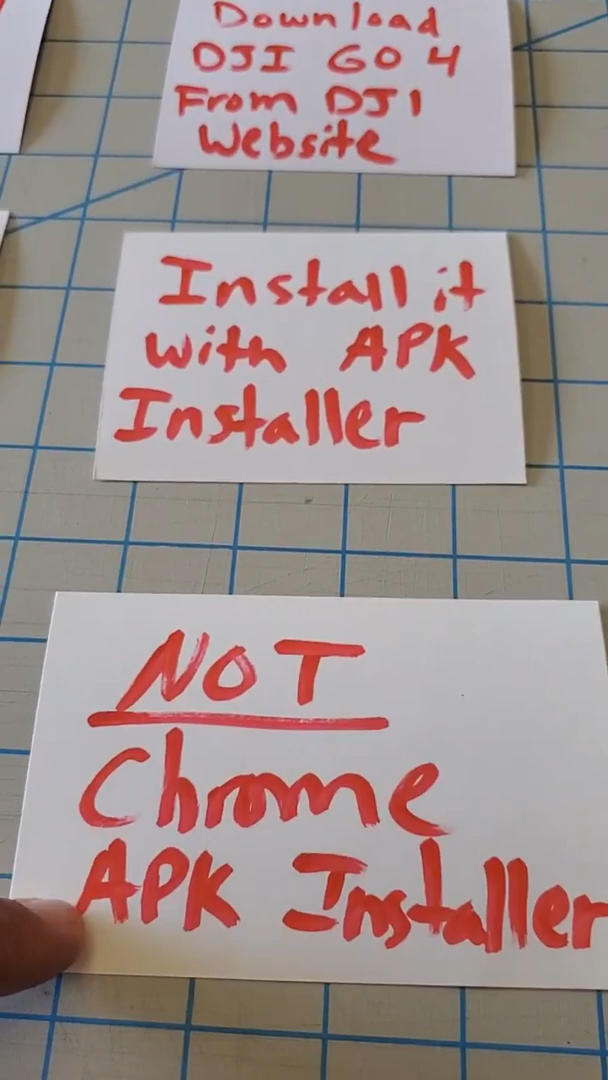 Download
DJI GO 4
From DJI
Website
Install it
with APK
Installer
NOT
Chrome
APK Installer